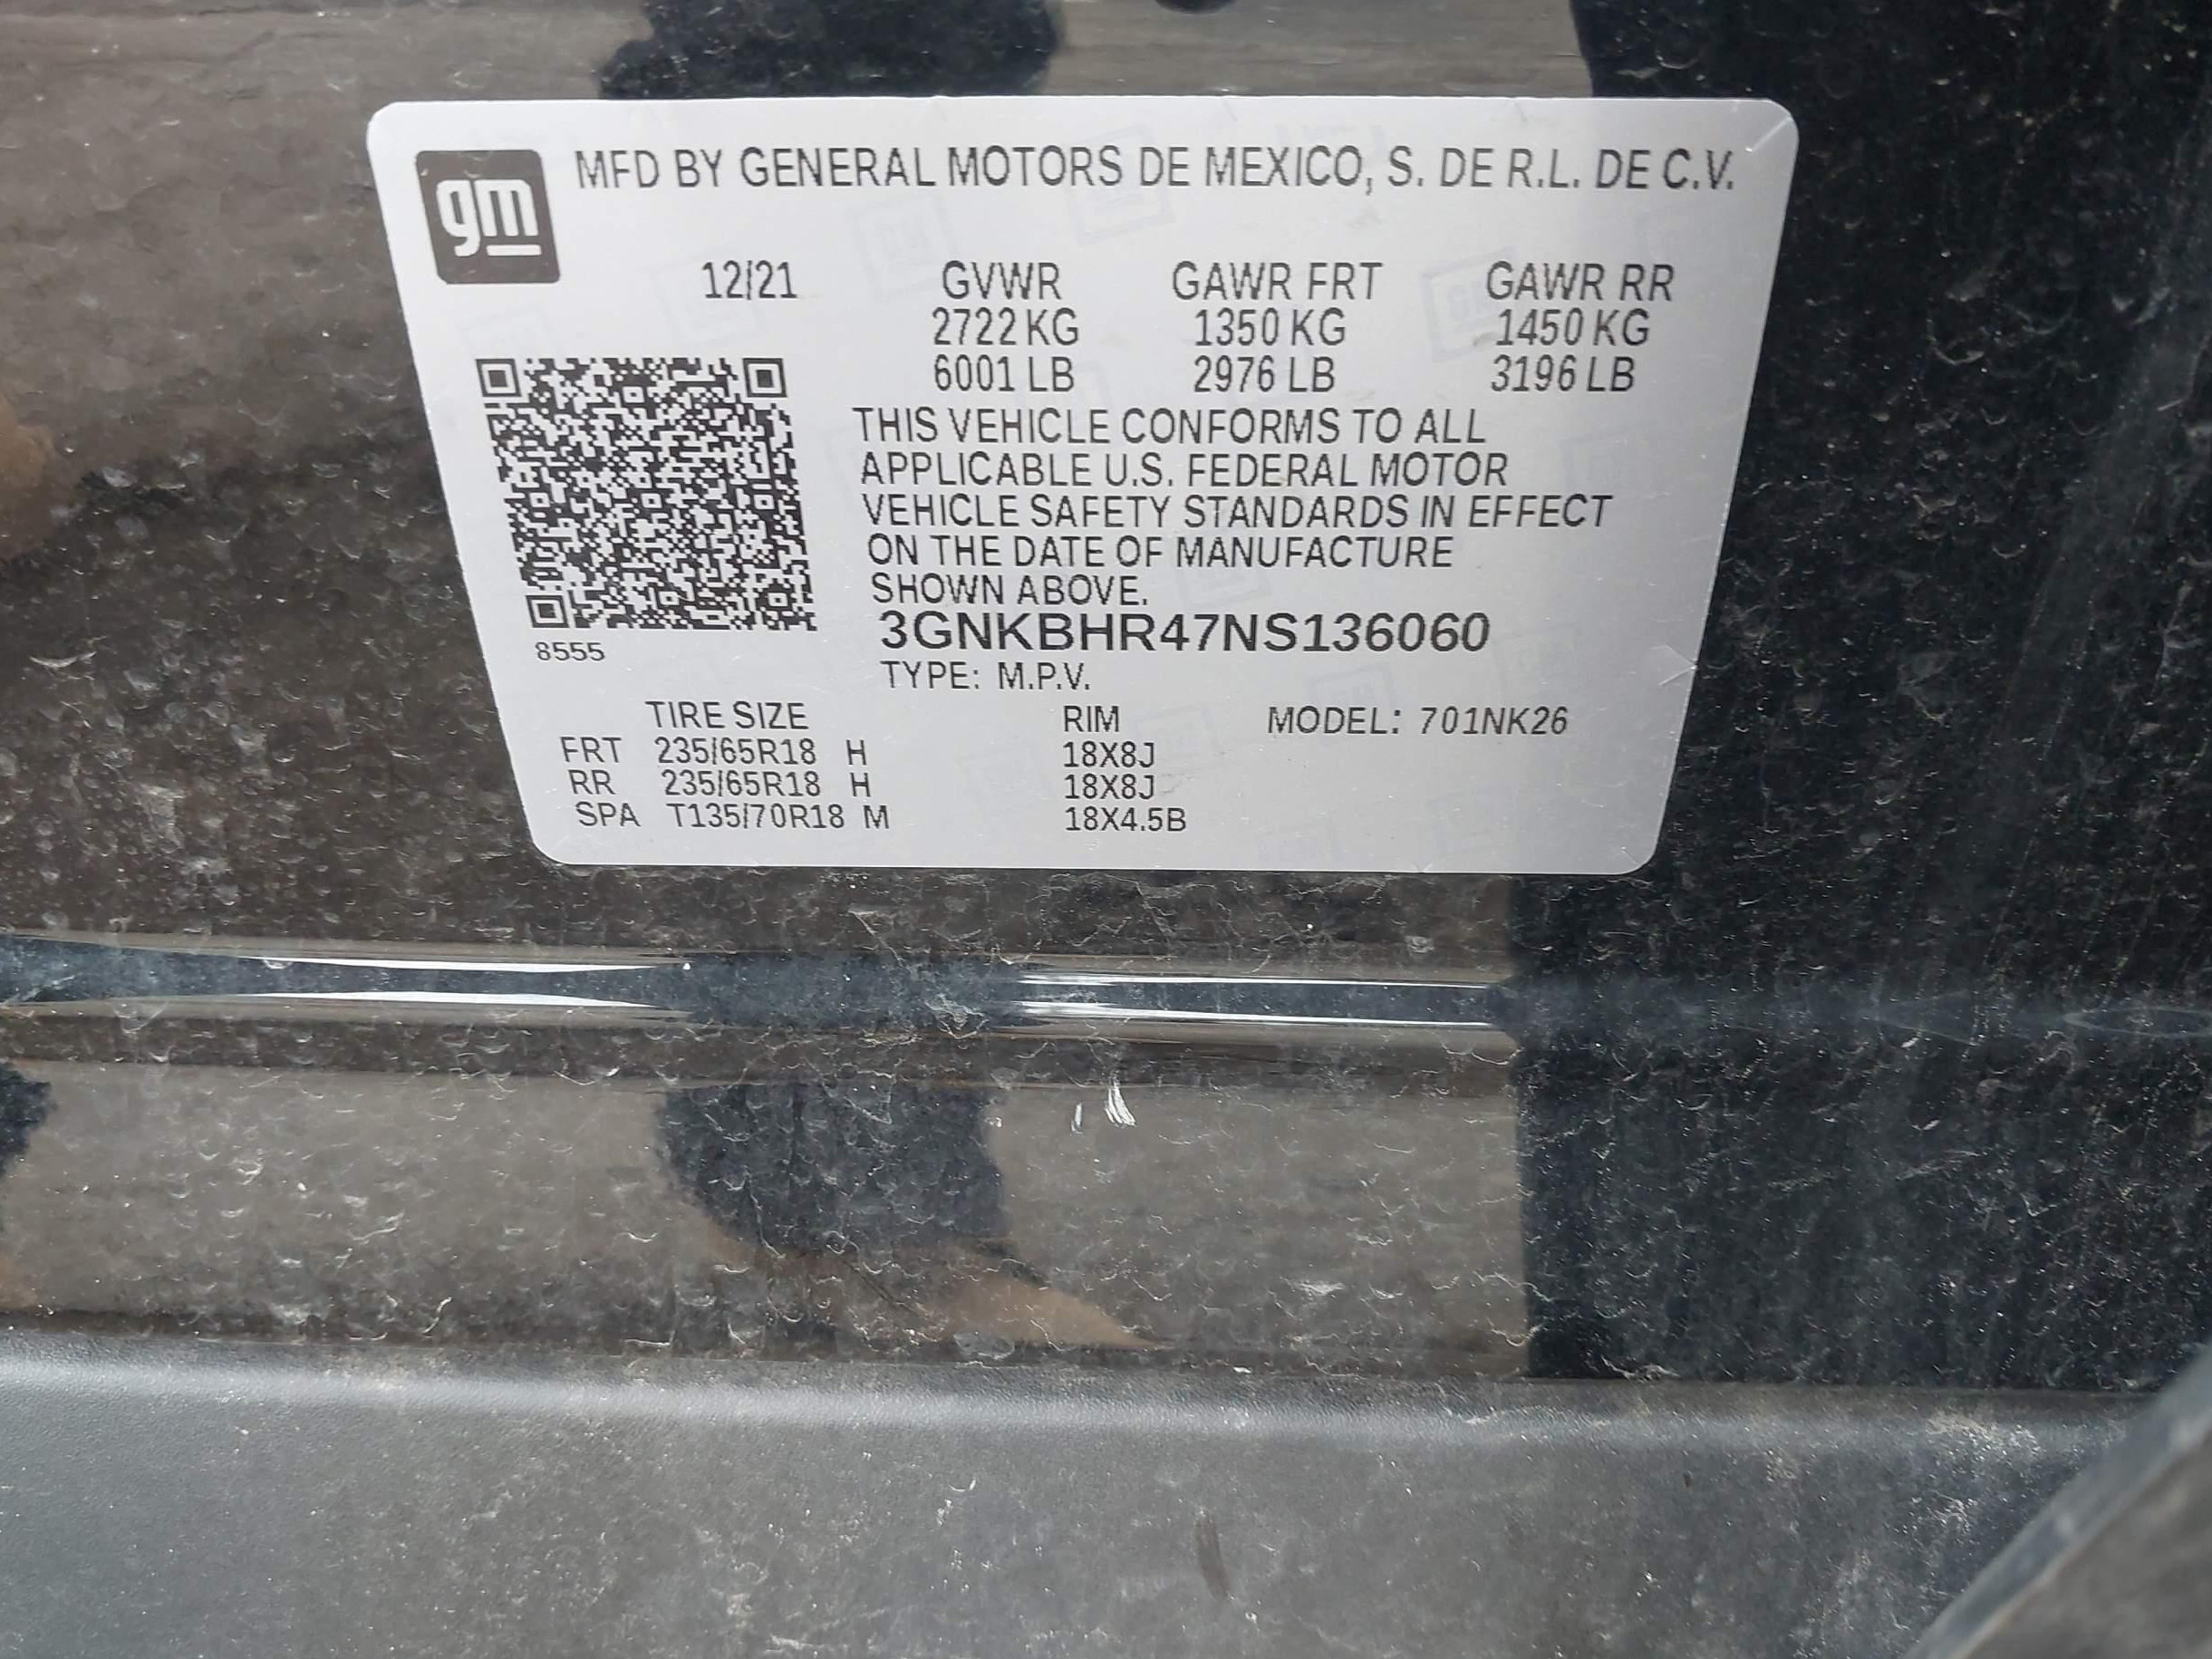 gm
MFD BY GENERAL MOTORS DE MEXICO, S. DE R.L. DE C.V.
12/21 GVWR GAWR FRT GAWR RR
2722 KG 1350 KG 1450 KG
6001 LB 2976 LB 3196 LB
THIS VEHICLE CONFORMS TO ALL
APPLICABLE U.S. FEDERAL MOTOR
VEHICLE SAFETY STANDARDS IN EFFECT
ON THE DATE OF MANUFACTURE
SHOWN ABOVE.
3GNKBHR47NS136060
8555
TYPE: M.P.V.
TIRE SIZE RIM MODEL: 701NK26
FRT 235/65R18 H 18X8J
RR 235/65R18 H 18X8J
SPA T135/70R18 M 18X4.5B